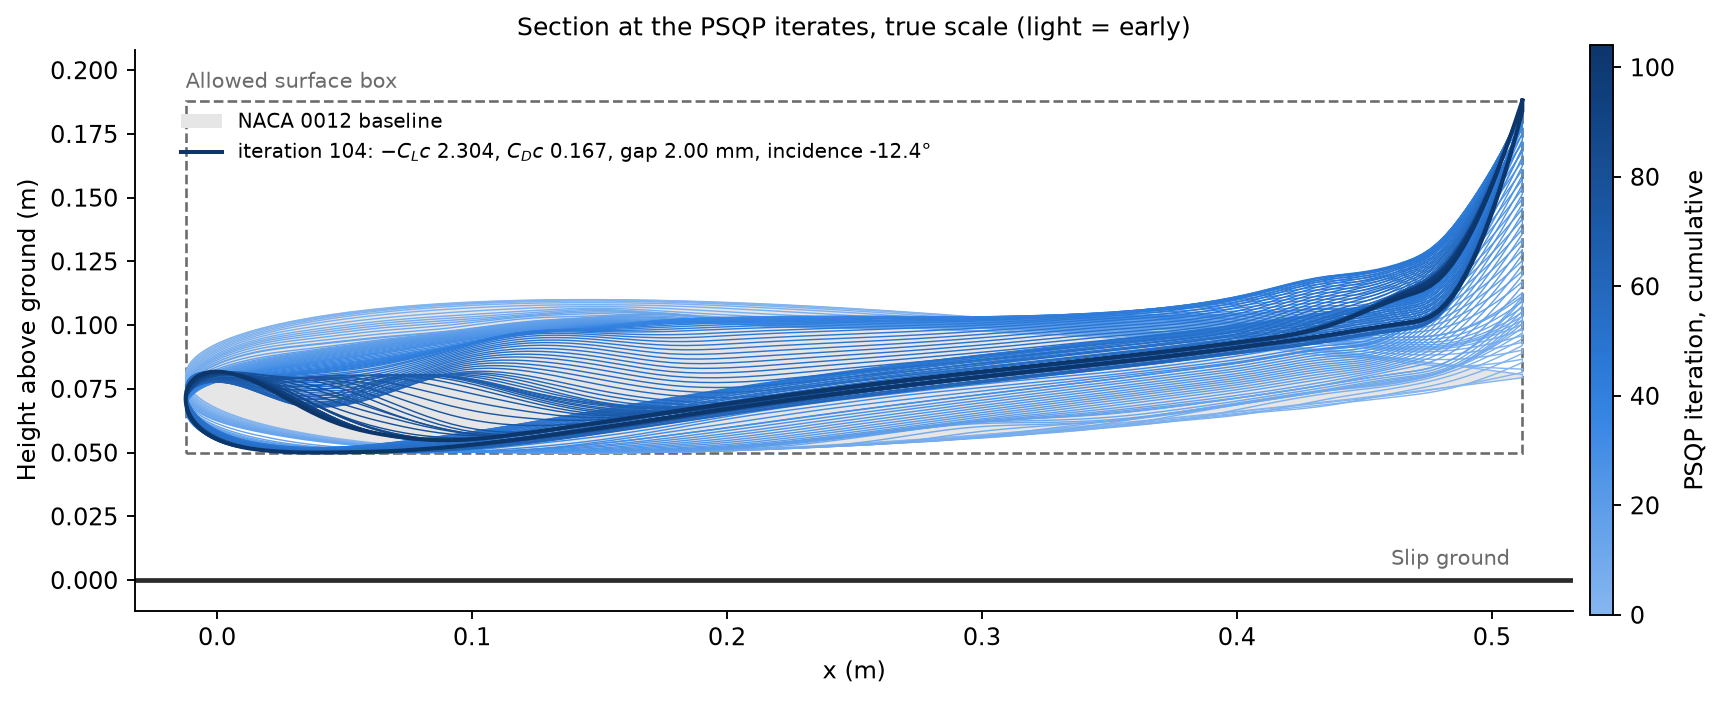 Section at the PSQP iterates, true scale (light = early)
Allowed surface box
NACA 0012 baseline
iteration 104: −C_Lc 2.304, C_Dc 0.167, gap 2.00 mm, incidence -12.4°
Slip ground
Height above ground (m)
0.200
0.175
0.150
0.125
0.100
0.075
0.050
0.025
0.000
0.0 0.1 0.2 0.3 0.4 0.5
x (m)
100
80
60
40
20
0
PSQP iteration, cumulative